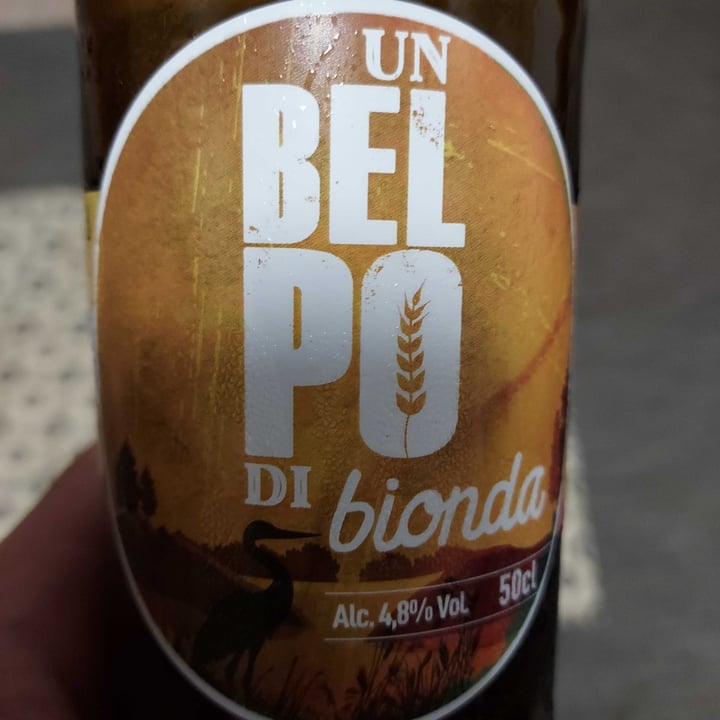 UN
BEL
PO
DI bionda
Alc. 4,8% Vol. 50cl